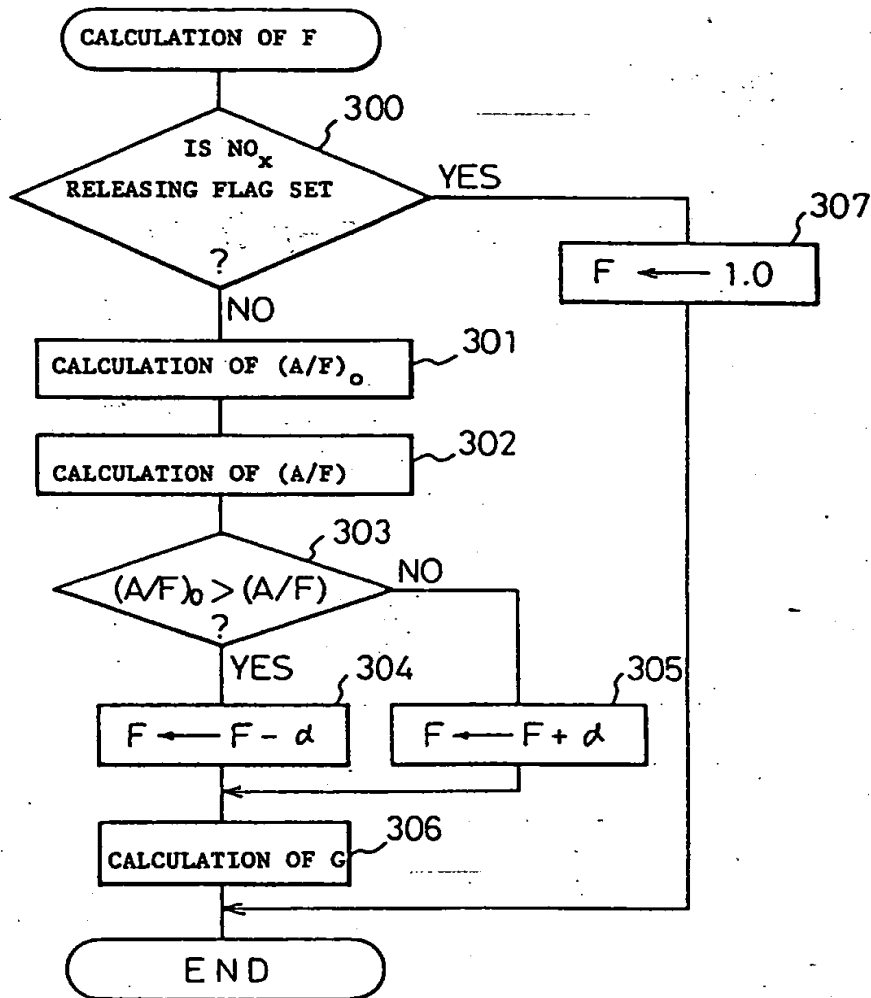 CALCULATION OF F
300
IS NOx
RELEASING FLAG SET
?
YES
NO
307
F ← 1.0
301
CALCULATION OF (A/F)o
302
CALCULATION OF (A/F)
303
(A/F)o > (A/F)
?
NO
YES
304
F ← F - α
305
F ← F + α
306
CALCULATION OF G
END